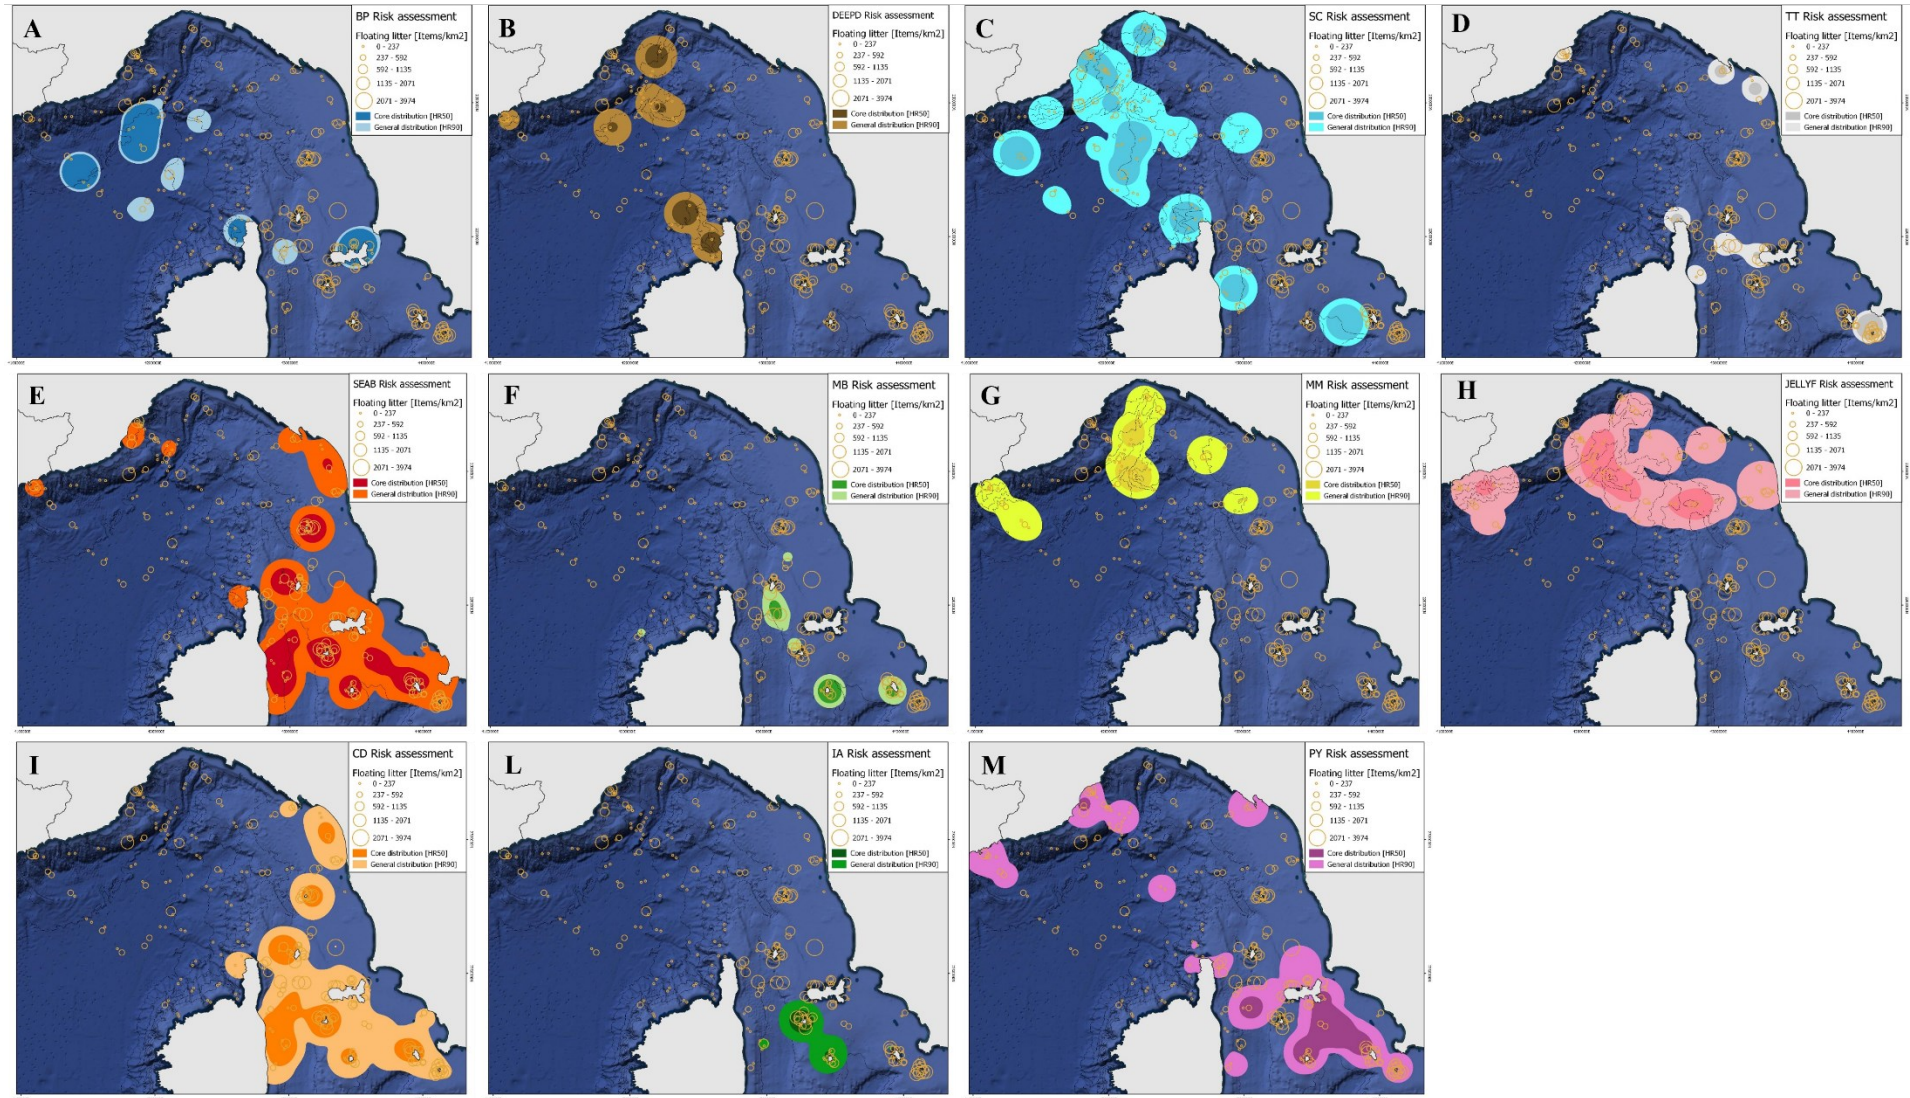 A
BP Risk assessment
Floating litter [Items/km2]
0 - 237
237 - 592
592 - 1135
1135 - 2071
2071 - 3974
Core distribution [HR50]
General distribution [HR90]
B
DEEPD Risk assessment
Floating litter [Items/km2]
0 - 237
237 - 592
592 - 1135
1135 - 2071
2071 - 3974
Core distribution [HR50]
General distribution [HR90]
C
SC Risk assessment
Floating litter [Items/km2]
0 - 237
237 - 592
592 - 1135
1135 - 2071
2071 - 3974
Core distribution [HR50]
General distribution [HR90]
D
TT Risk assessment
Floating litter [Items/km2]
0 - 237
237 - 592
592 - 1135
1135 - 2071
2071 - 3974
Core distribution [HR50]
General distribution [HR90]
E
SEAB Risk assessment
Floating litter [Items/km2]
0 - 237
237 - 592
592 - 1135
1135 - 2071
2071 - 3974
Core distribution [HR50]
General distribution [HR90]
F
MB Risk assessment
Floating litter [Items/km2]
0 - 237
237 - 592
592 - 1135
1135 - 2071
2071 - 3974
Core distribution [HR50]
General distribution [HR90]
G
MM Risk assessment
Floating litter [Items/km2]
0 - 237
237 - 592
592 - 1135
1135 - 2071
2071 - 3974
Core distribution [HR50]
General distribution [HR90]
H
JELLYF Risk assessment
Floating litter [Items/km2]
0 - 237
237 - 592
592 - 1135
1135 - 2071
2071 - 3974
Core distribution [HR50]
General distribution [HR90]
I
CD Risk assessment
Floating litter [Items/km2]
0 - 237
237 - 592
592 - 1135
1135 - 2071
2071 - 3974
Core distribution [HR50]
General distribution [HR90]
L
IA Risk assessment
Floating litter [Items/km2]
0 - 237
237 - 592
592 - 1135
1135 - 2071
2071 - 3974
Core distribution [HR50]
General distribution [HR90]
M
PY Risk assessment
Floating litter [Items/km2]
0 - 237
237 - 592
592 - 1135
1135 - 2071
2071 - 3974
Core distribution [HR50]
General distribution [HR90]